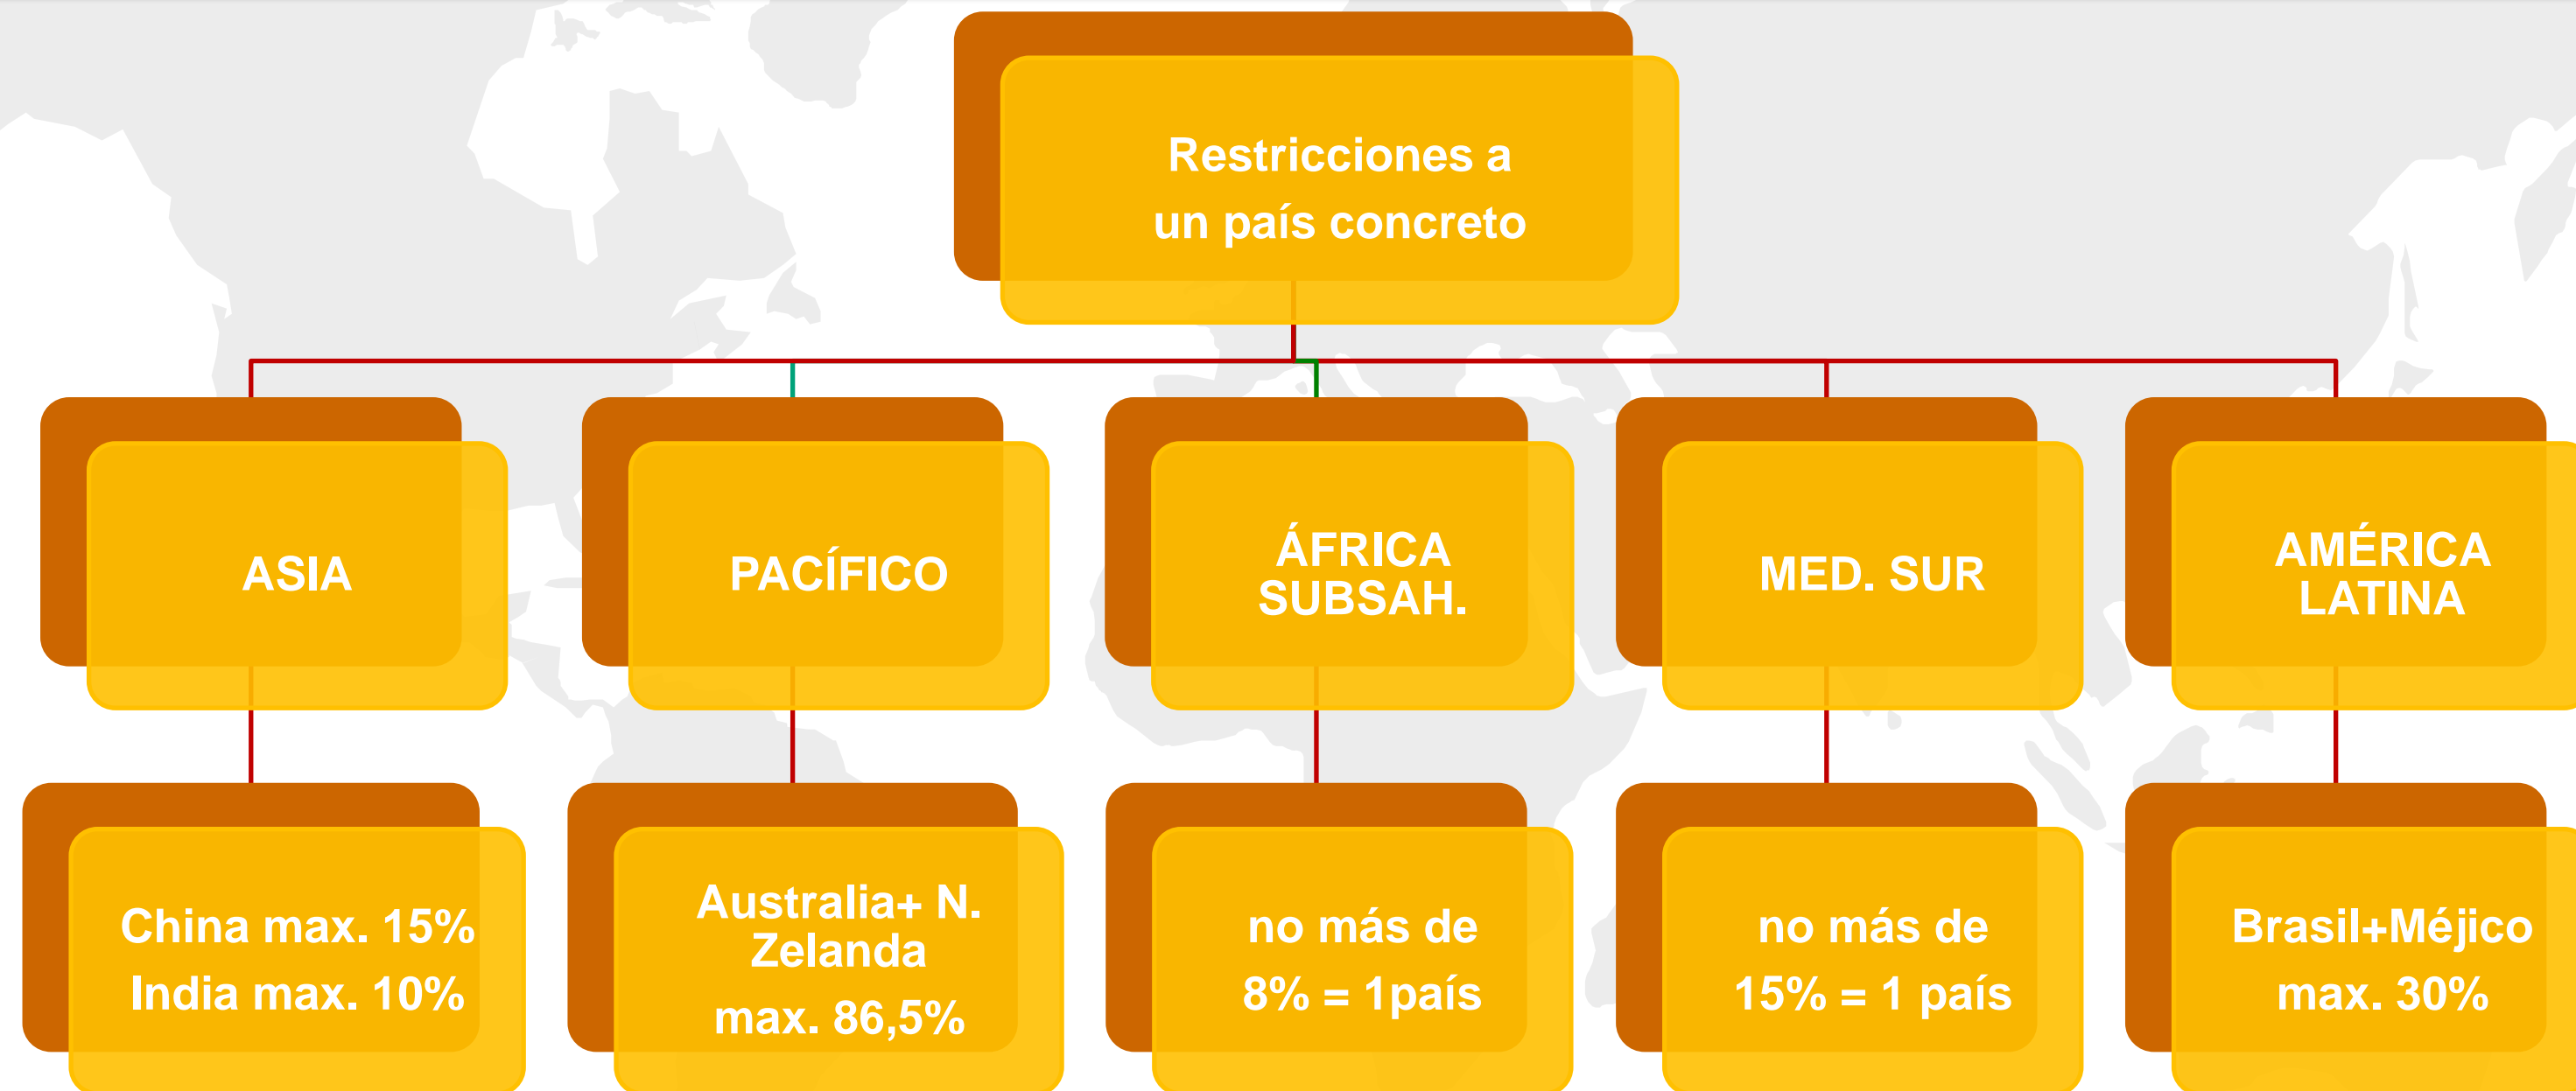 Restricciones a
un país concreto
ASIA
PACÍFICO
ÁFRICA
SUBSAH.
MED. SUR
AMÉRICA
LATINA
China max. 15%
India max. 10%
Australia+ N.
Zelanda
max. 86,5%
no más de
8% = 1país
no más de
15% = 1 país
Brasil+Méjico
max. 30%